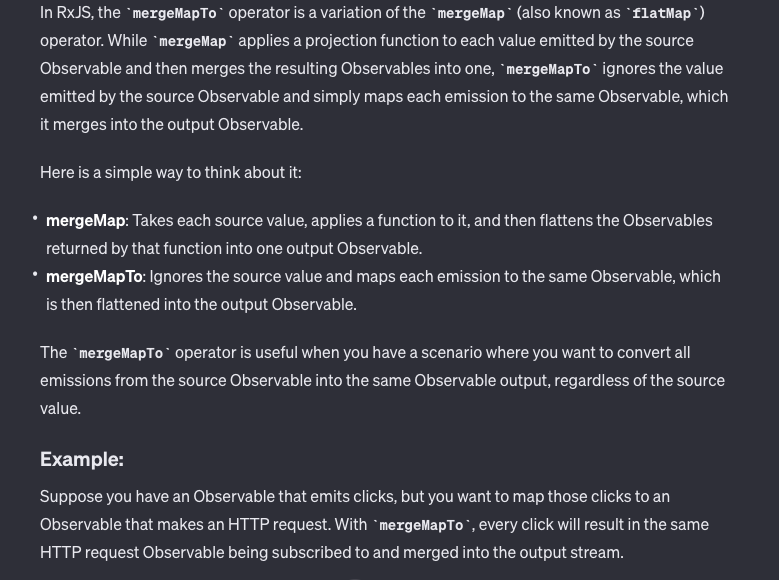 In RxJS, the `mergeMapTo` operator is a variation of the `mergeMap` (also known as `flatMap`)
operator. While `mergeMap` applies a projection function to each value emitted by the source
Observable and then merges the resulting Observables into one, `mergeMapTo` ignores the value
emitted by the source Observable and simply maps each emission to the same Observable, which
it merges into the output Observable.
Here is a simple way to think about it:
• mergeMap: Takes each source value, applies a function to it, and then flattens the Observables
returned by that function into one output Observable.
• mergeMapTo: Ignores the source value and maps each emission to the same Observable, which
is then flattened into the output Observable.
The `mergeMapTo` operator is useful when you have a scenario where you want to convert all
emissions from the source Observable into the same Observable output, regardless of the source
value.
Example:
Suppose you have an Observable that emits clicks, but you want to map those clicks to an
Observable that makes an HTTP request. With `mergeMapTo`, every click will result in the same
HTTP request Observable being subscribed to and merged into the output stream.